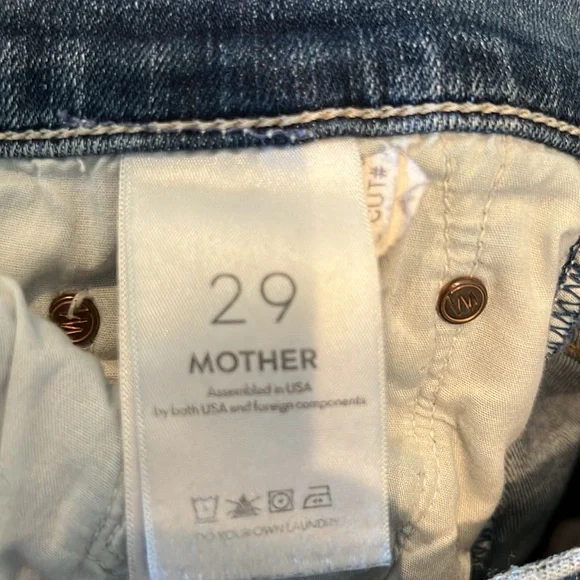 CUT#
29
MOTHER
Assembled in USA
by both USA and foreign components
DO YOUR OWN LAUNDRY